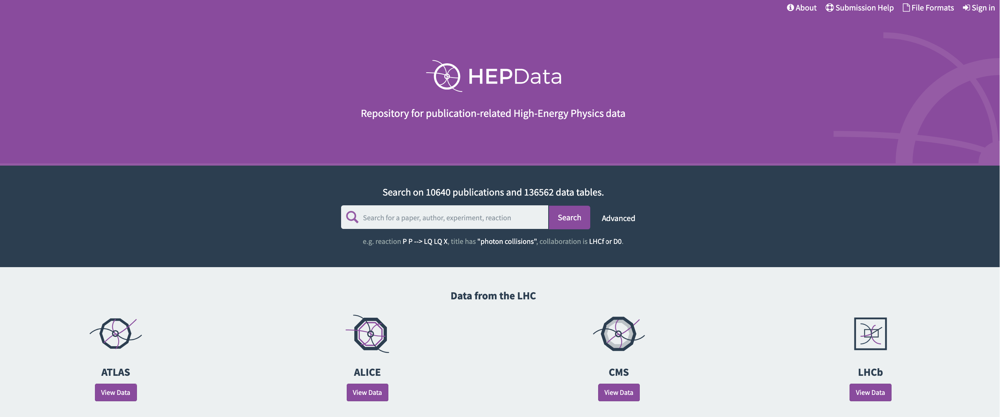 About Submission Help File Formats Sign in
HEPData
Repository for publication-related High-Energy Physics data
Search on 10640 publications and 136562 data tables.
Search for a paper, author, experiment, reaction Search Advanced
e.g. reaction P P --> LQ LQ X, title has "photon collisions", collaboration is LHCf or D0.
Data from the LHC
ATLAS ALICE CMS LHCb
View Data View Data View Data View Data